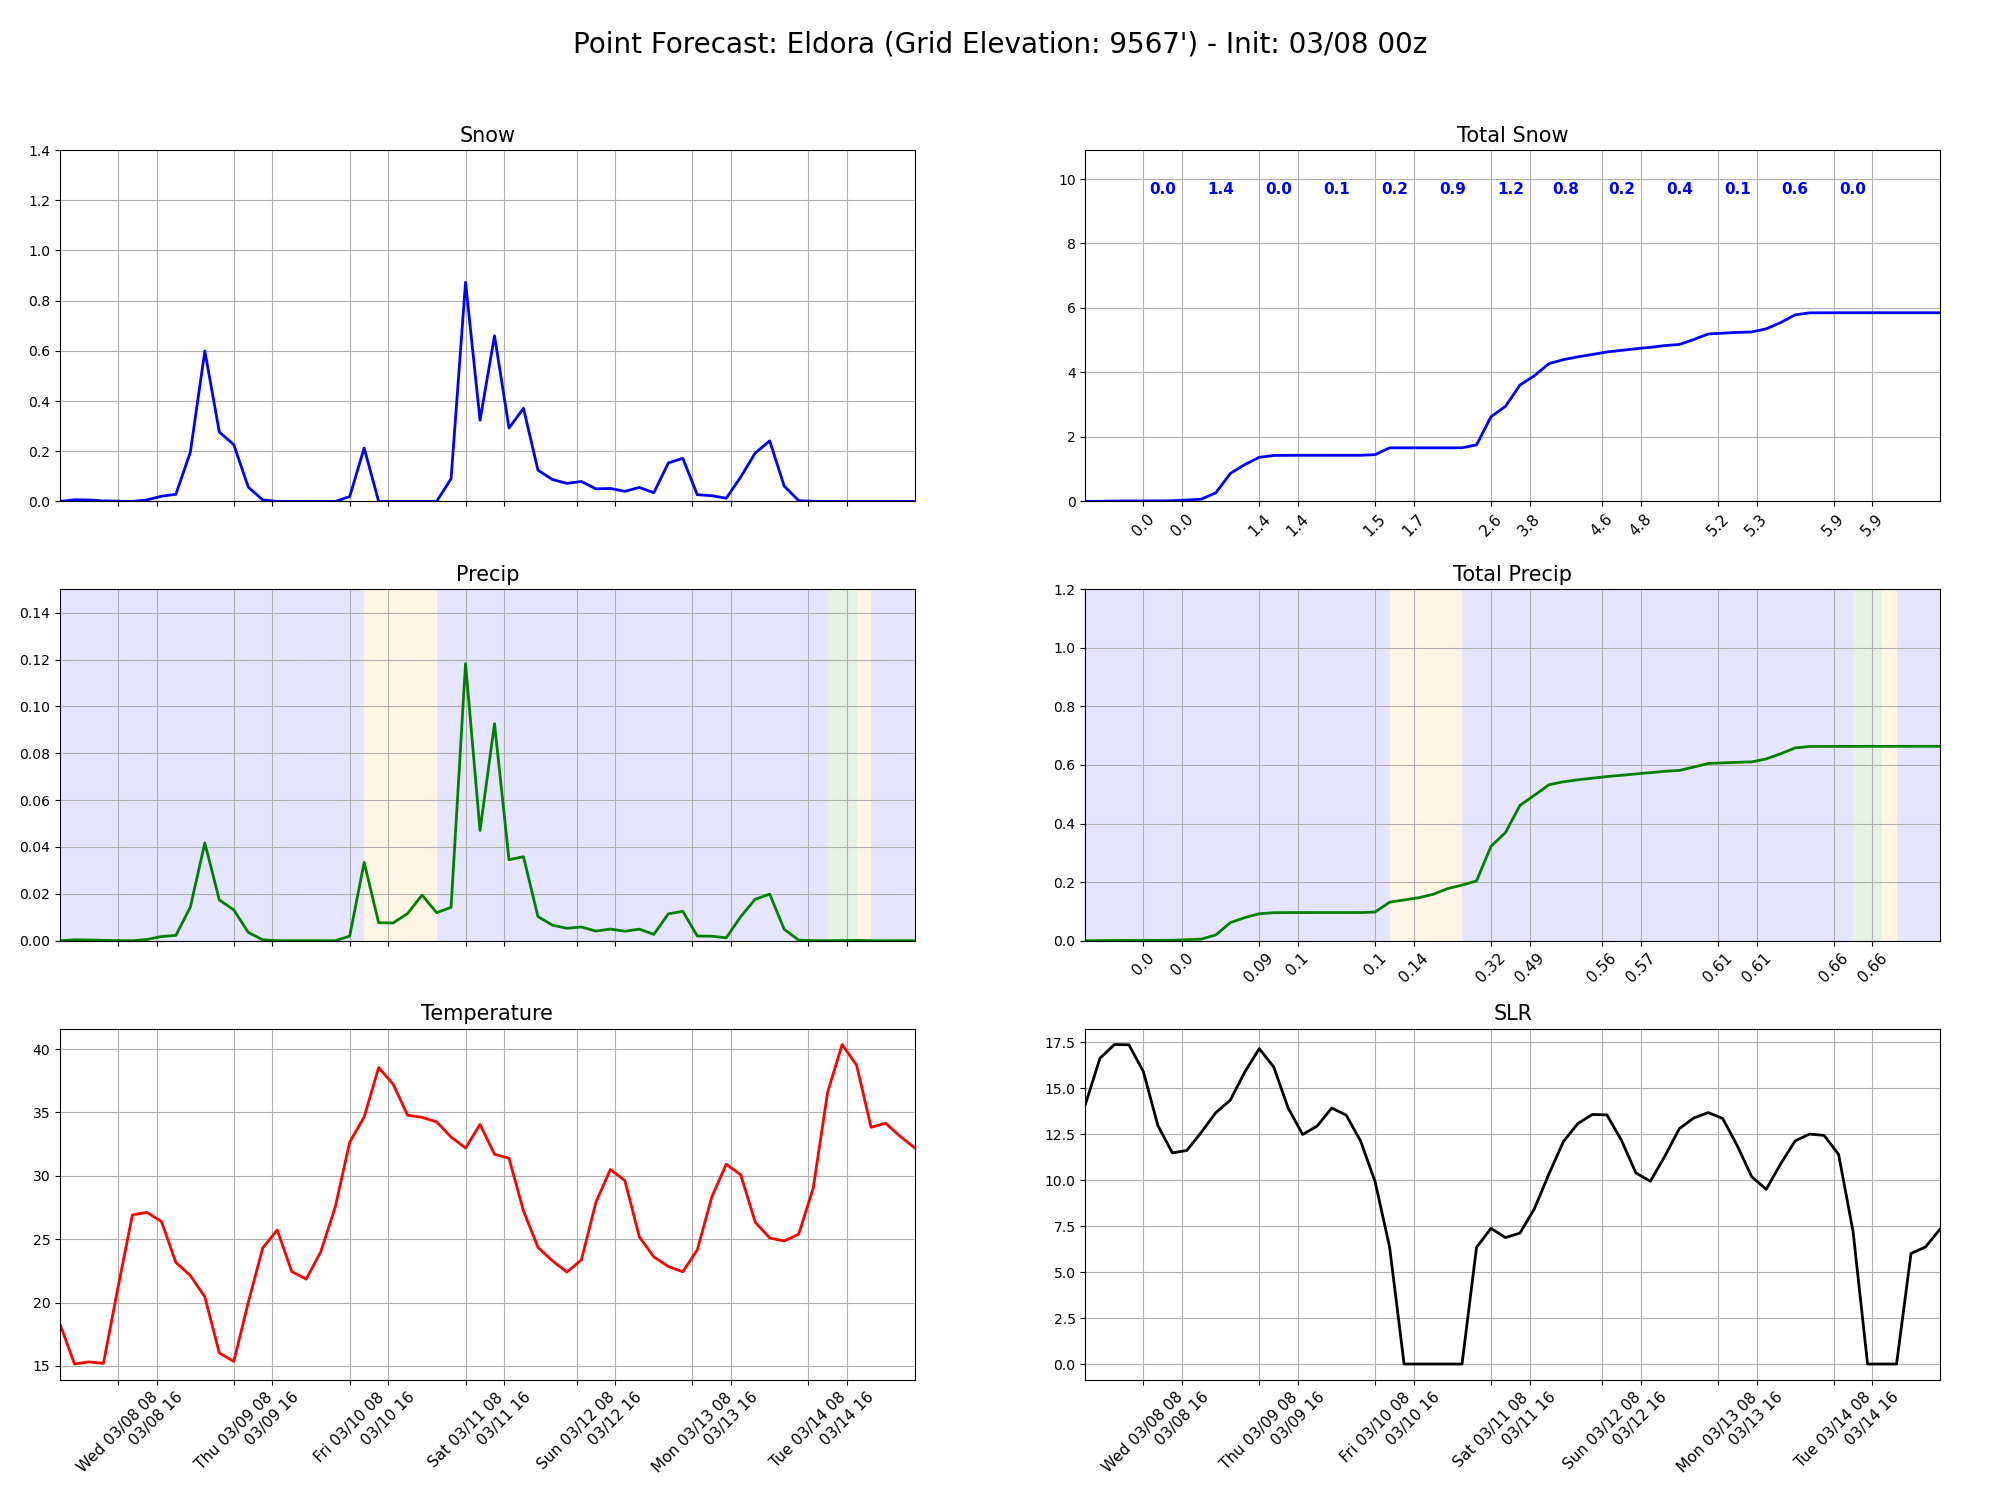 Point Forecast: Eldora (Grid Elevation: 9567') - Init: 03/08 00z
Snow
1.4
1.2
1.0
0.8
0.6
0.4
0.2
0.0
Total Snow
10
8
6
4
2
0
0.0 1.4 0.0 0.1 0.2 0.9 1.2 0.8 0.2 0.4 0.1 0.6 0.0
0.0 0.0 1.4 1.4 1.5 1.7 2.6 3.8 4.6 4.8 5.2 5.3 5.9 5.9
Precip
0.14
0.12
0.10
0.08
0.06
0.04
0.02
0.00
Total Precip
1.2
1.0
0.8
0.6
0.4
0.2
0.0
0.0 0.0 0.09 0.1 0.1 0.14 0.32 0.49 0.56 0.57 0.61 0.61 0.66 0.66
Temperature
40
35
30
25
20
15
Wed 03/08 08
03/08 16
Thu 03/09 08
03/09 16
Fri 03/10 08
03/10 16
Sat 03/11 08
03/11 16
Sun 03/12 08
03/12 16
Mon 03/13 08
03/13 16
Tue 03/14 08
03/14 16
SLR
17.5
15.0
12.5
10.0
7.5
5.0
2.5
0.0
Wed 03/08 08
03/08 16
Thu 03/09 08
03/09 16
Fri 03/10 08
03/10 16
Sat 03/11 08
03/11 16
Sun 03/12 08
03/12 16
Mon 03/13 08
03/13 16
Tue 03/14 08
03/14 16